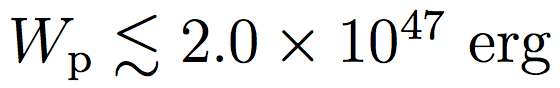 W_p ≲ 2.0 × 10^47 erg